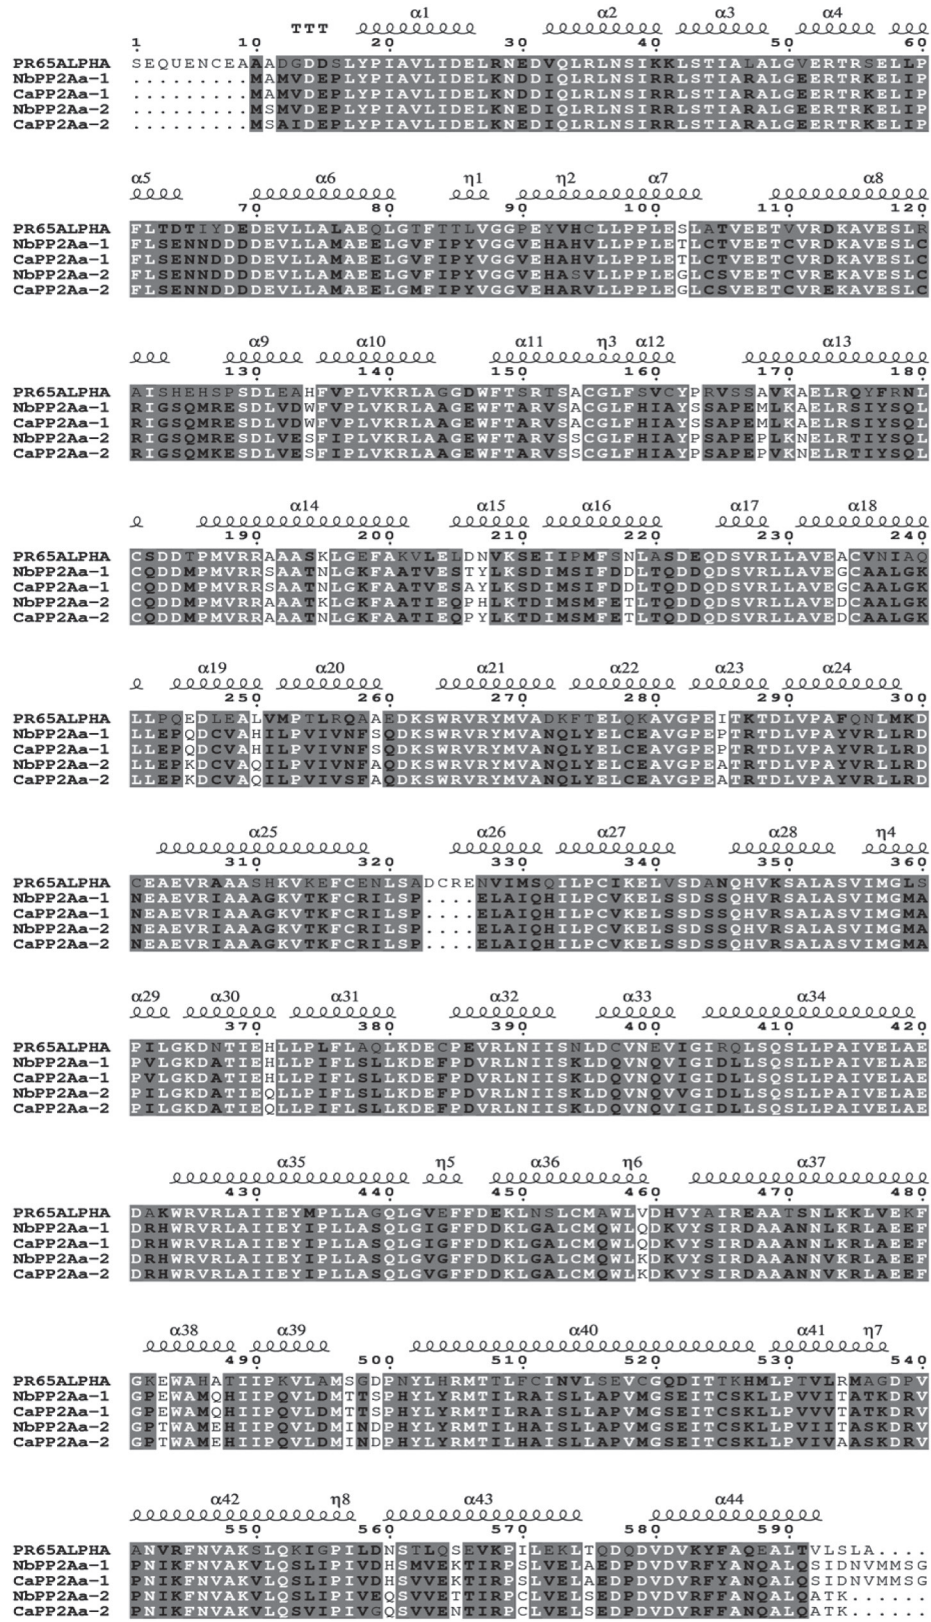 TTT α1 α2 α3 α4
1 10 20 30 40 50 60
PR65ALPHA SEQUENCEAAADGDDSLYPIAVLIDELRNEDVQLRLNSIKKLSTIALALGVERTRSELLP
NbPP2Aa-1 .........MAMVDEPLYPIAVLIDELKNDDIQLRLNSIRRLSTIARALGEERTRKELIP
CaPP2Aa-1 .........MAMVDEPLYPIAVLIDELKNDDIQLRLNSIRRLSTIARALGEERTRKELIP
NbPP2Aa-2 .........MSMVDEPLYPIAVLIDELKNEDIQLRLNSIRRLSTIARALGEERTRKELIP
CaPP2Aa-2 .........MSAIDEPLYPIAVLIDELKNEDIQLRLNSIRRLSTIARALGEERTRKELIP
α5 α6 η1 η2 α7 α8
70 80 90 100 110 120
PR65ALPHA FLTDTIYDEDEVLLALAEQLGTFTTLVGGPEYVHCLLPPLESLATVEETVVRDKAVESLR
NbPP2Aa-1 FLSENNDDDDEVLLAMAEELGVFIPYVGGVEHAHVLLPPLETLCTVEETCVRDKAVESLC
CaPP2Aa-1 FLSENNDDDDEVLLAMAEELGVFIPYVGGVEHAHVLLPPLETLCTVEETCVRDKAVESLC
NbPP2Aa-2 FLSENNDDDDEVLLAMAEELGVFIPYVGGVEHASVLLPPLEGLCSVEETCVREKAVESLC
CaPP2Aa-2 FLSENNDDDDEVLLAMAEELGMFIPYVGGVEHARVLLPPLEGLCSVEETCVREKAVESLC
α9 α10 α11 η3 α12 α13
130 140 150 160 170 180
PR65ALPHA AISHEHSPSDLEAHFVPLVKRLAGGDWFTSRTSACGLFSVCYPRVSSAVKAELRQYFRNL
NbPP2Aa-1 RIGSQMRESDLVDWFVPLVKRLAAGEWFTARVSACGLFHIAYSSAPEMLKAELRSIYSQL
CaPP2Aa-1 RIGSQMRESDLVDWFVPLVKRLAAGEWFTARVSACGLFHIAYSSAPEMLKAELRSIYSQL
NbPP2Aa-2 RIGSQMRESDLVESFIPLVKRLAAGEWFTARVSSCGLFHIAYPSAPEPLKNELRTIYSQL
CaPP2Aa-2 RIGSQMKESDLVESFIPLVKRLAAGEWFTARVSSCGLFHIAYPSAPEPVKNELRTIYSQL
α14 α15 α16 α17 α18
190 200 210 220 230 240
PR65ALPHA CSDDTPMVRRAAASKLGEFAKVLELDNVKSEIIPMFSNLASDEQDSVRLLAVEACVNIAQ
NbPP2Aa-1 CQDDMPMVRRSAATNLGKFAATVESTYLKSDIMSIFDDLTQDDQDSVRLLAVEGCAALGK
CaPP2Aa-1 CQDDMPMVRRSAATNLGKFAATVESAYLKSDIMSIFDDLTQDDQDSVRLLAVEGCAALGK
NbPP2Aa-2 CQDDMPMVRRAAATKLGKFAATIEQPHLKTDIMSMFETLTQDDQDSVRLLAVEDCAALGK
CaPP2Aa-2 CQDDMPMVRRAAATNLGKFAATIEQPYLKTDIMSMFETLTQDDQDSVRLLAVEDCAALGK
α19 α20 α21 α22 α23 α24
250 260 270 280 290 300
PR65ALPHA LLPQEDLEALVMPTLRQAAEDKSWRVRYMVADKFTELQKAVGPEITKTDLVPAFQNLMKD
NbPP2Aa-1 LLEPQDCVAHILPVIVNFSQDKSWRVRYMVANQLYELCEAVGPEPTRTDLVPAYVRLLRD
CaPP2Aa-1 LLEPQDCVAHILPVIVNFSQDKSWRVRYMVANQLYELCEAVGPEPTRTDLVPAYVRLLRD
NbPP2Aa-2 LLEPKDCVAQILPVIVNFAQDKSWRVRYMVANQLYELCEAVGPEATRTDLVPAYVRLLRD
CaPP2Aa-2 LLEPKDCVAQILPVIVSFAQDKSWRVRYMVANQLYELCEAVGPEATRTDLVPAYVRLLRD
α25 α26 α27 α28 η4
310 320 330 340 350 360
PR65ALPHA CEAEVRAAASHKVKEFCENLSADCRENVIMSQILPCIKELVSDANQHVKSALASVIMGLS
NbPP2Aa-1 NEAEVRIAAAGKVTKFCRILSP....ELAIQHILPCVKELSSDSSQHVRSALASVIMGMA
CaPP2Aa-1 NEAEVRIAAAGKVTKFCRILSP....ELAIQHILPCVKELSSDSSQHVRSALASVIMGMA
NbPP2Aa-2 NEAEVRIAAAGKVTKFCRILSP....ELAIQHILPCVKELSSDSSQHVRSALASVIMGMA
CaPP2Aa-2 NEAEVRIAAAGKVTKFCRILSP....ELAIQHILPCVKELSSDSSQHVRSALASVIMGMA
α29 α30 α31 α32 α33 α34
370 380 390 400 410 420
PR65ALPHA PILGKDNTIEHLLPLFLAQLKDECPEVRLNIISNLDCVNEVIGIRQLSQSLLPAIVELAE
NbPP2Aa-1 PVLGKDATIEHLLPIFLSLLKDEFPDVRLNIISKLDQVNQVIGIDLLSQSLLPAIVELAE
CaPP2Aa-1 PVLGKDATIEHLLPIFLSLLKDEFPDVRLNIISKLDQVNQVIGIDLLSQSLLPAIVELAE
NbPP2Aa-2 PILGKDATIEQLLPIFLSLLKDEFPDVRLNIISKLDQVNQVVGIDLLSQSLLPAIVELAE
CaPP2Aa-2 PILGKDATIEQLLPIFLSLLKDEFPDVRLNIISKLDQVNQVIGIDLLSQSLLPAIVELAE
α35 η5 α36 η6 α37
430 440 450 460 470 480
PR65ALPHA DAKWRVRLAIIEYMPLLAGQLGVEFFDEKLNSLCMAWLVDHVYAIREAATSNLKKLVEKF
NbPP2Aa-1 DRHWRVRLAIIEYIPLLASQLGIGFFDDKLGALCMQWLQDKVYSIRDAAANNLKRLAEEF
CaPP2Aa-1 DRHWRVRLAIIEYIPLLASQLGIGFFDDKLGALCMQWLQDKVYSIRDAAANNLKRLAEEF
NbPP2Aa-2 DRHWRVRLAIIEYIPLLASQLGVGFFDDKLGALCMQWLKDKVYSIRDAAANNVKRLAEEF
CaPP2Aa-2 DRHWRVRLAIIEYIPLLASQLGVGFFDDKLGALCMQWLKDKVYSIRDAAANNVKRLAEEF
α38 α39 α40 α41 η7
490 500 510 520 530 540
PR65ALPHA GKEWAHATIIPKVLAMSGDPNYLHRMTTLFCINVLSEVCGQDITTKHMLPTVLRMAGDPV
NbPP2Aa-1 GPEWAMQHIIPQVLDMTTSPHYLYRMTILRAISLLAPVMGSEITCSKLLPVVVTATKDRV
CaPP2Aa-1 GPEWAMQHIIPQVLDMTTSPHYLYRMTILRAISLLAPVMGSEITCSKLLPVVVTATKDRV
NbPP2Aa-2 GPTWAMEHIIPQVLDMINDPHYLYRMTILHAISLLAPVMGSEITCSKLLPVIITASKDRV
CaPP2Aa-2 GPTWAMEHIIPQVLDMINDPHYLYRMTILHAISLLAPVMGSEITCSKLLPVIVAASKDRV
α42 η8 α43 α44
550 560 570 580 590
PR65ALPHA ANVRFNVAKSLQKIGPILDNSTLQSEVKPILEKLTQDQDVDVKYFAQEALTVLSLA....
NbPP2Aa-1 PNIKFNVAKVLQSLIPIVDHSMVEKTIRPSLVELSEDPDVDVRFYANQALQSIDNVMMSG
CaPP2Aa-1 PNIKFNVAKVLQSLIPIVDHSVVEKTIRPSLVELAEDPDVDVRFYANQALQSIDNVMMSG
NbPP2Aa-2 PNIKFNVAKVLQSLIPIVDQSVVETTIRPCLVELSEDPDVDVRFFANQALQATK......
CaPP2Aa-2 PNIKFNVAKVLQSVIPIVGQSVVENTIRPCLVELSEDPDVDVRFFANQALQATK......